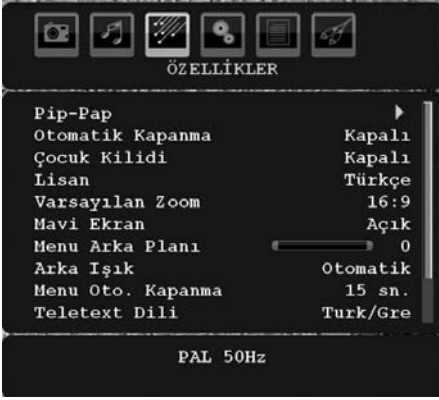 ÖZELLİKLER
Pip-Pap
Otomatik Kapanma Kapalı
Çocuk Kilidi Kapalı
Lisan Türkçe
Varsayılan Zoom 16:9
Mavi Ekran Açık
Menu Arka Planı 0
Arka Işık Otomatik
Menu Oto. Kapanma 15 sn.
Teletext Dili Turk/Gre
PAL 50Hz